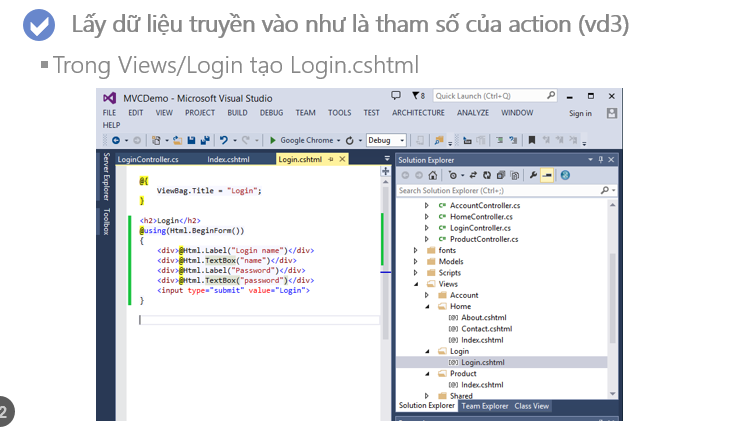 Lấy dữ liệu truyền vào như là tham số của action (vd3)
Trong Views/Login tạo Login.cshtml
MVCDemo - Microsoft Visual Studio
8
Quick Launch (Ctrl+Q)
FILE EDIT VIEW PROJECT BUILD DEBUG TEAM TOOLS TEST ARCHITECTURE ANALYZE WINDOW Sign in
HELP
Google Chrome Debug
Server Explorer
Toolbox
LoginController.cs Index.cshtml Login.cshtml
@{
ViewBag.Title = "Login";
}
<h2>Login</h2>
@using(Html.BeginForm())
{
<div>@Html.Label("Login name")</div>
<div>@Html.TextBox("name")</div>
<div>@Html.Label("Password")</div>
<div>@Html.TextBox("password")</div>
<input type="submit" value="Login">
}
Solution Explorer
Search Solution Explorer (Ctrl+;)
C# AccountController.cs
C# HomeController.cs
C# LoginController.cs
C# ProductController.cs
fonts
Models
Scripts
Views
Account
Home
[@] About.cshtml
[@] Contact.cshtml
[@] Index.cshtml
Login
[@] Login.cshtml
Product
[@] Index.cshtml
Shared
Solution Explorer Team Explorer Class View
2